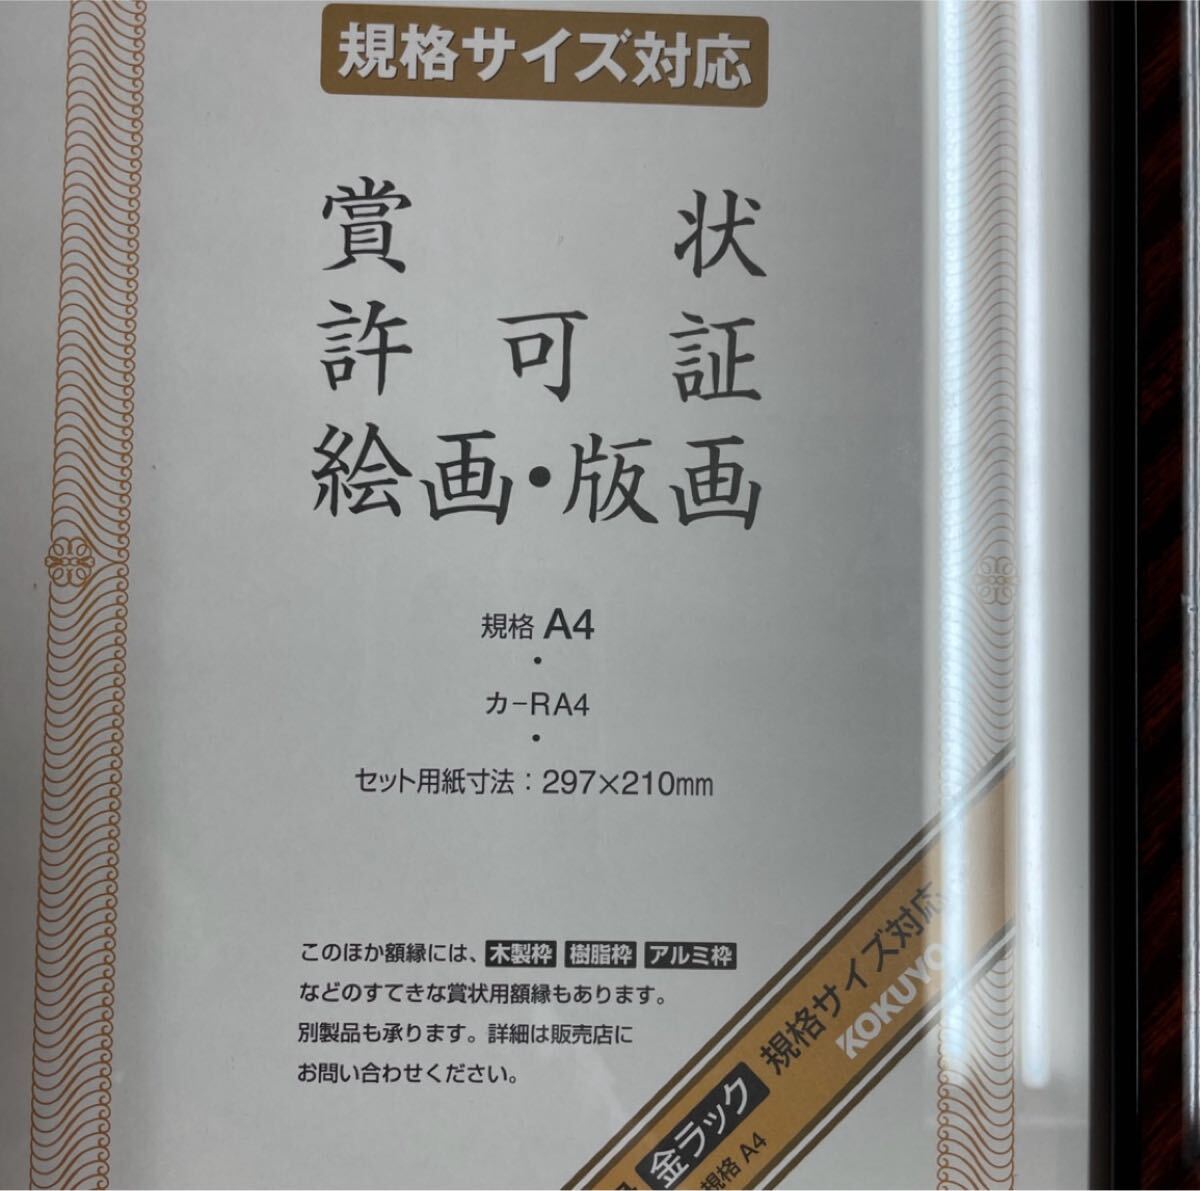 規格サイズ対応
賞状
許可証
絵画・版画
規格 A4
・
カ-RA4
・
セット用紙寸法：297×210mm
このほか額縁には、木製枠 樹脂枠 アルミ枠
などのすてきな賞状用額縁もあります。
別製品も承ります。詳細は販売店に
お問い合わせください。
金ラック 規格サイズ対応
規格 A4 KOKUYO